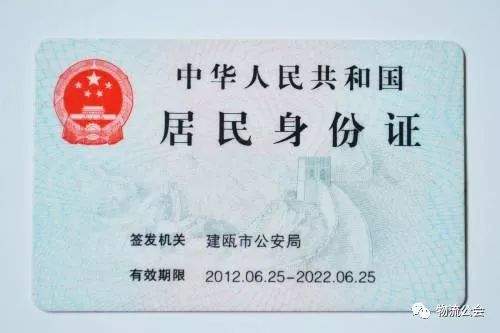 中华人民共和国
居民身份证
签发机关 建瓯市公安局
有效期限 2012.06.25-2022.06.25
物流公会